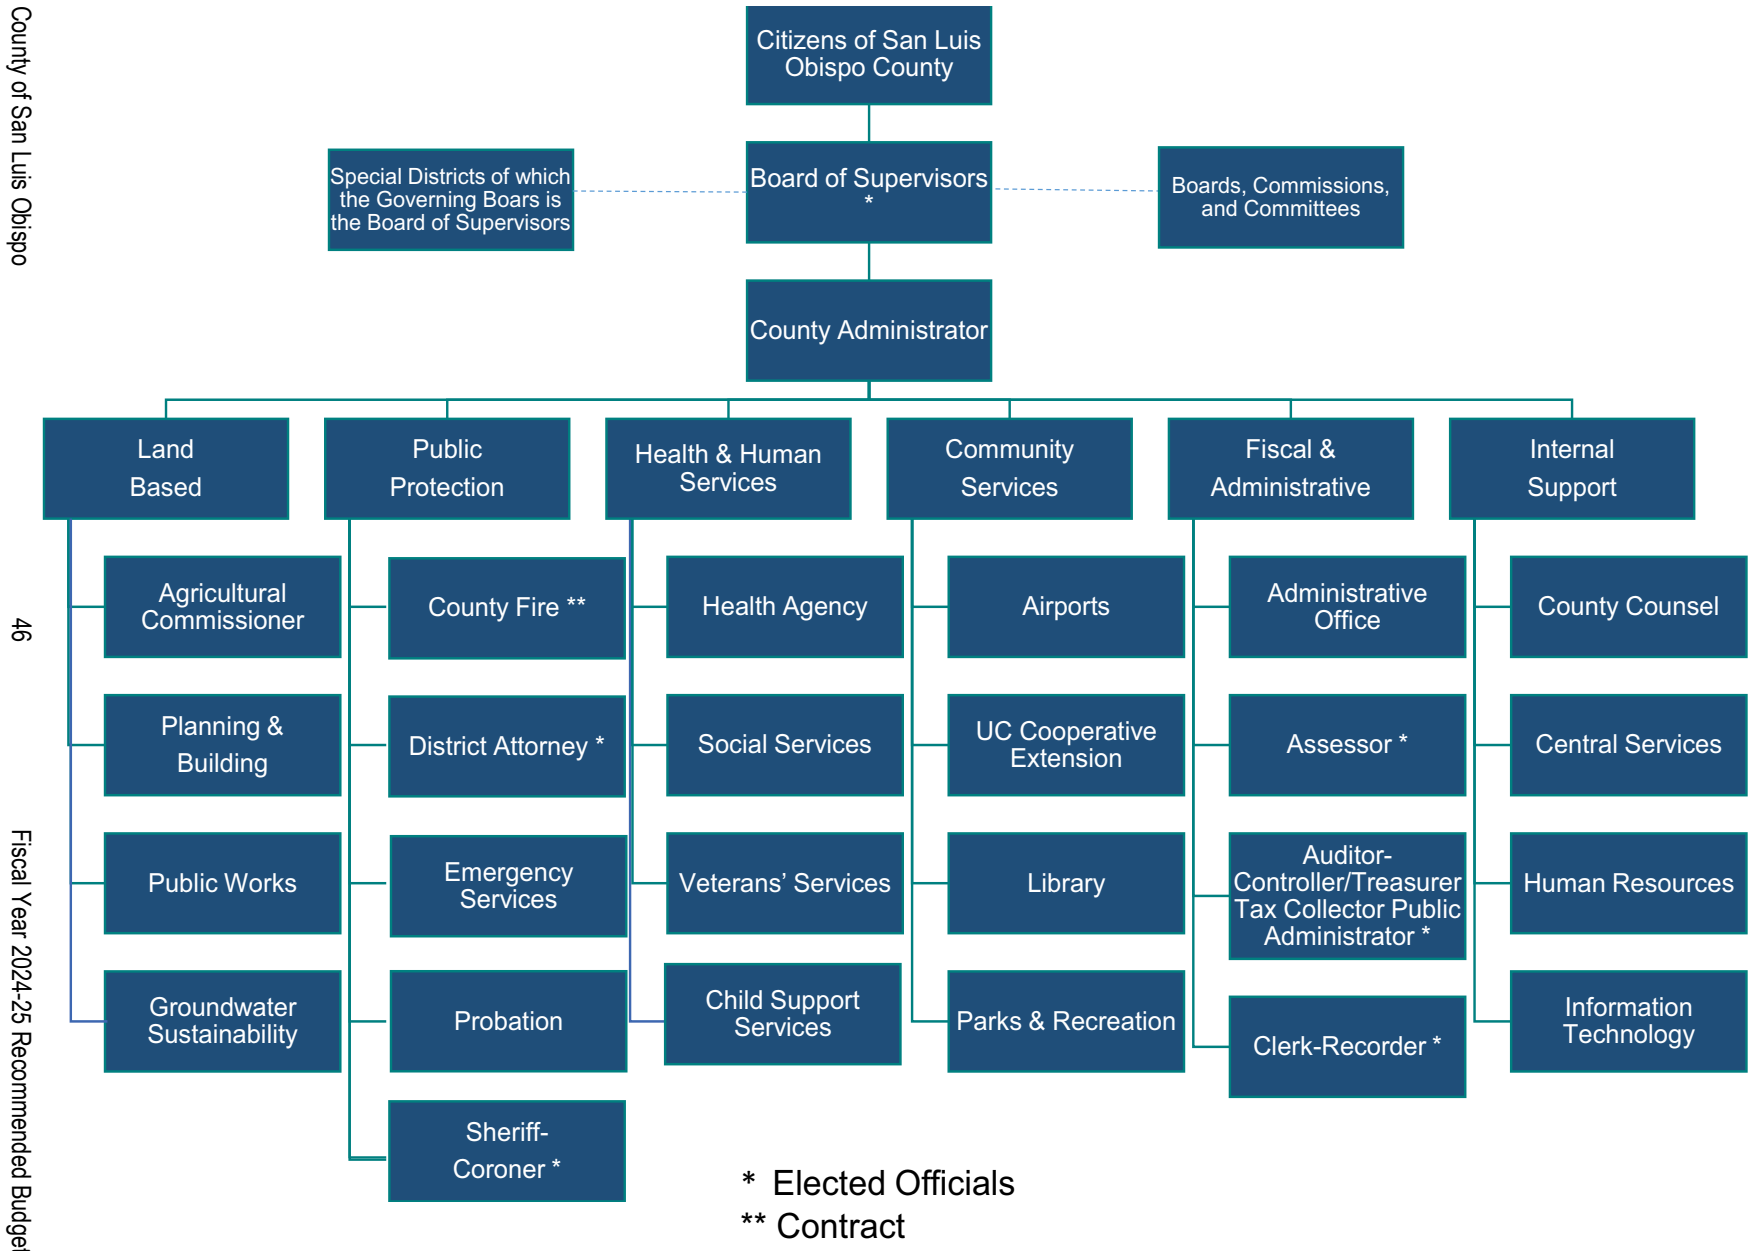 County of San Luis Obispo
46
Fiscal Year 2024-25 Recommended Budget
Citizens of San Luis
Obispo County
Special Districts of which
the Governing Boars is
the Board of Supervisors
Board of Supervisors
*
Boards, Commissions,
and Committees
County Administrator
Land
Based
Public
Protection
Health & Human
Services
Community
Services
Fiscal &
Administrative
Internal
Support
Agricultural
Commissioner
County Fire **
Health Agency
Airports
Administrative
Office
County Counsel
Planning &
Building
District Attorney *
Social Services
UC Cooperative
Extension
Assessor *
Central Services
Public Works
Emergency
Services
Veterans’ Services
Library
Auditor-
Controller/Treasurer
Tax Collector Public
Administrator *
Human Resources
Groundwater
Sustainability
Probation
Child Support
Services
Parks & Recreation
Clerk-Recorder *
Information
Technology
Sheriff-
Coroner *
* Elected Officials
** Contract